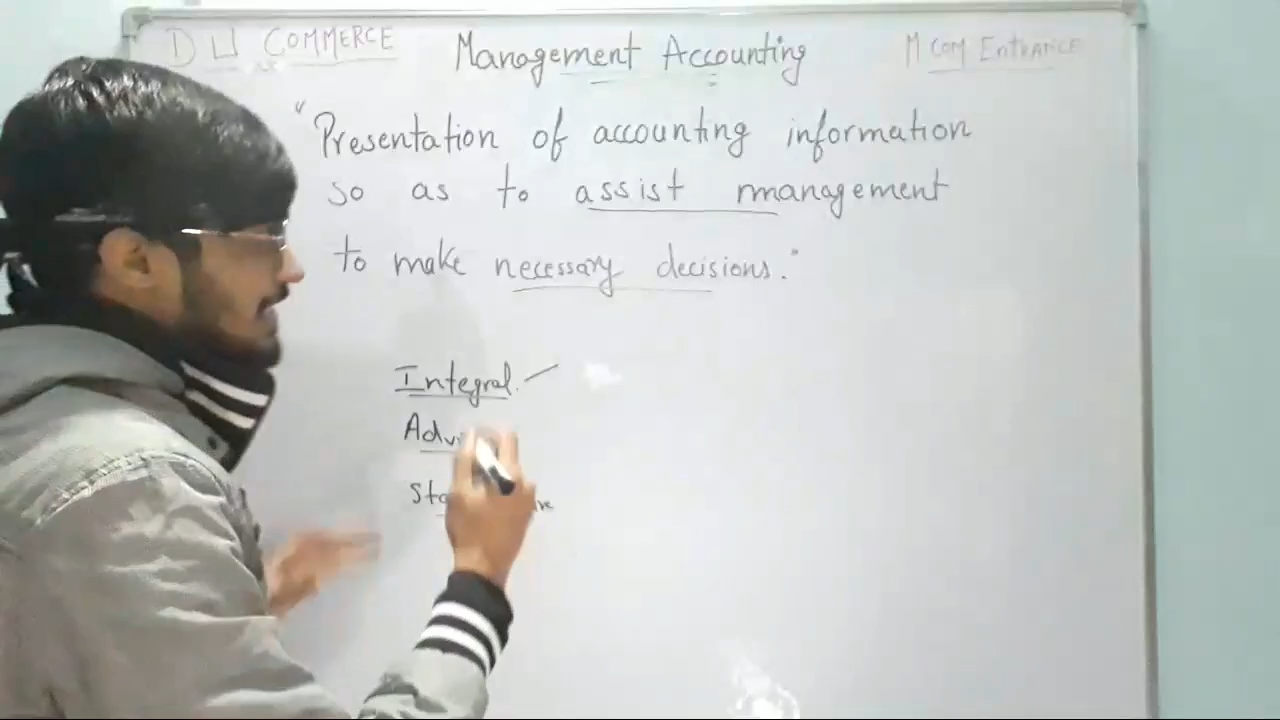 DU COMMERCE Management Accounting M COM ENTRANCE
"Presentation of accounting information
so as to assist management
to make necessary decisions."
Integral.